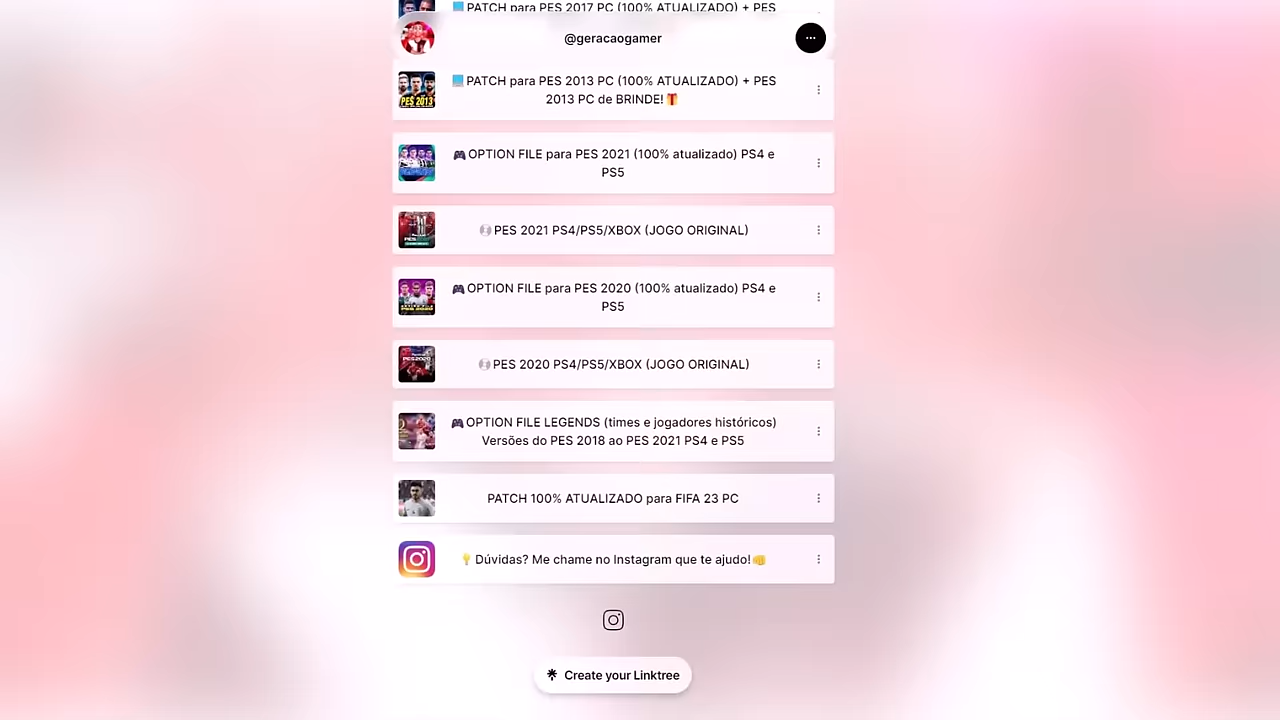 PATCH para PES 2017 PC (100% ATUALIZADO) + PES
@geracaogamer
PATCH para PES 2013 PC (100% ATUALIZADO) + PES
2013 PC de BRINDE!🎁
PES 2013
🎮OPTION FILE para PES 2021 (100% atualizado) PS4 e
PS5
PES 2021 PS4/PS5/XBOX (JOGO ORIGINAL)
🎮OPTION FILE para PES 2020 (100% atualizado) PS4 e
PS5
PES 2020 PS4/PS5/XBOX (JOGO ORIGINAL)
PES2020
🎮OPTION FILE LEGENDS (times e jogadores históricos)
Versões do PES 2018 ao PES 2021 PS4 e PS5
PATCH 100% ATUALIZADO para FIFA 23 PC
💡Dúvidas? Me chame no Instagram que te ajudo!👊
Create your Linktree